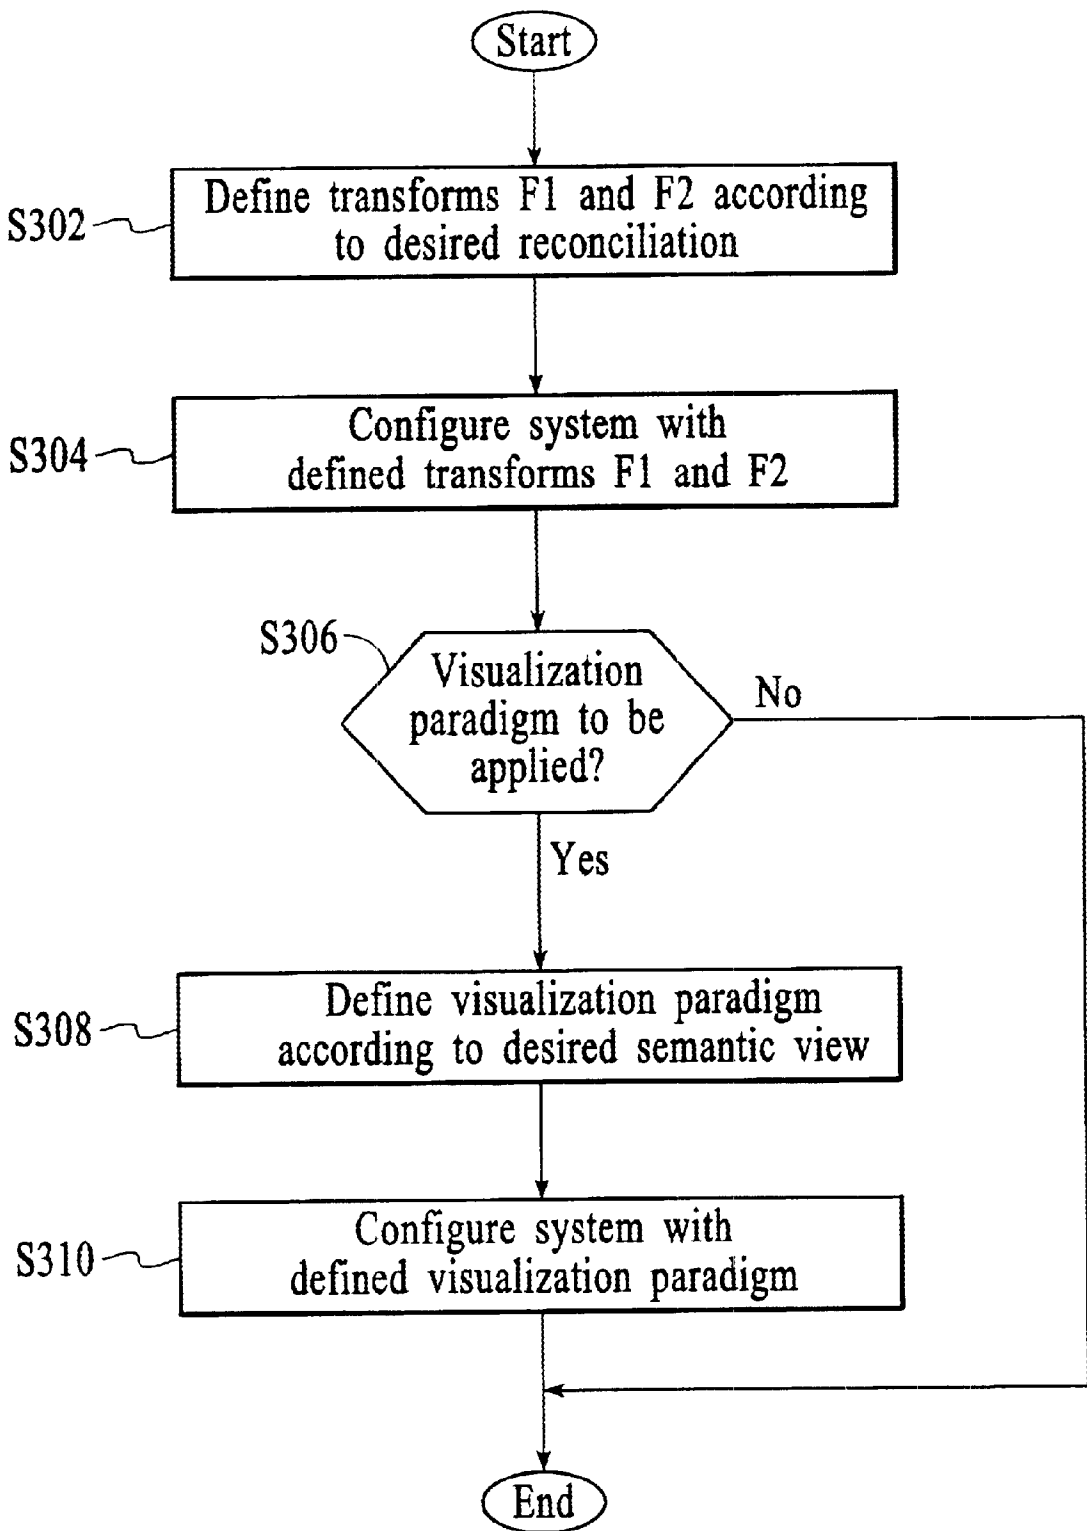 Start
S302
Define transforms F1 and F2 according
to desired reconciliation
S304
Configure system with
defined transforms F1 and F2
S306
Visualization
paradigm to be
applied?
No
Yes
S308
Define visualization paradigm
according to desired semantic view
S310
Configure system with
defined visualization paradigm
End